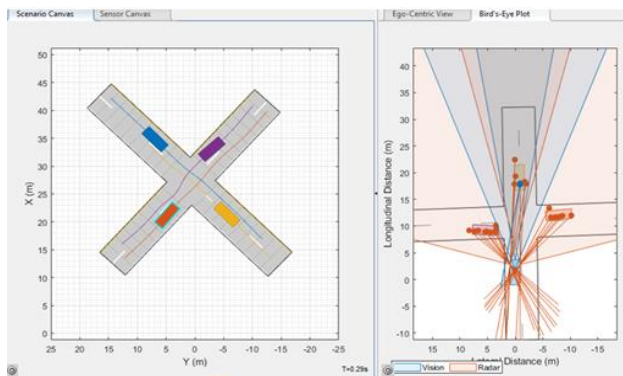 Scenario Canvas
Sensor Canvas
50
45
40
35
30
25
20
15
10
5
0
X (m)
25 20 15 10 5 0 -5 -10 -15 -20 -25
Y (m)
T=0.29s
Ego-Centric View
Bird's-Eye Plot
40
35
30
25
20
15
10
5
0
-5
-10
Longitudinal Distance (m)
15 10 5 0 -5 -10 -15
Lateral Distance (m)
Vision
Radar